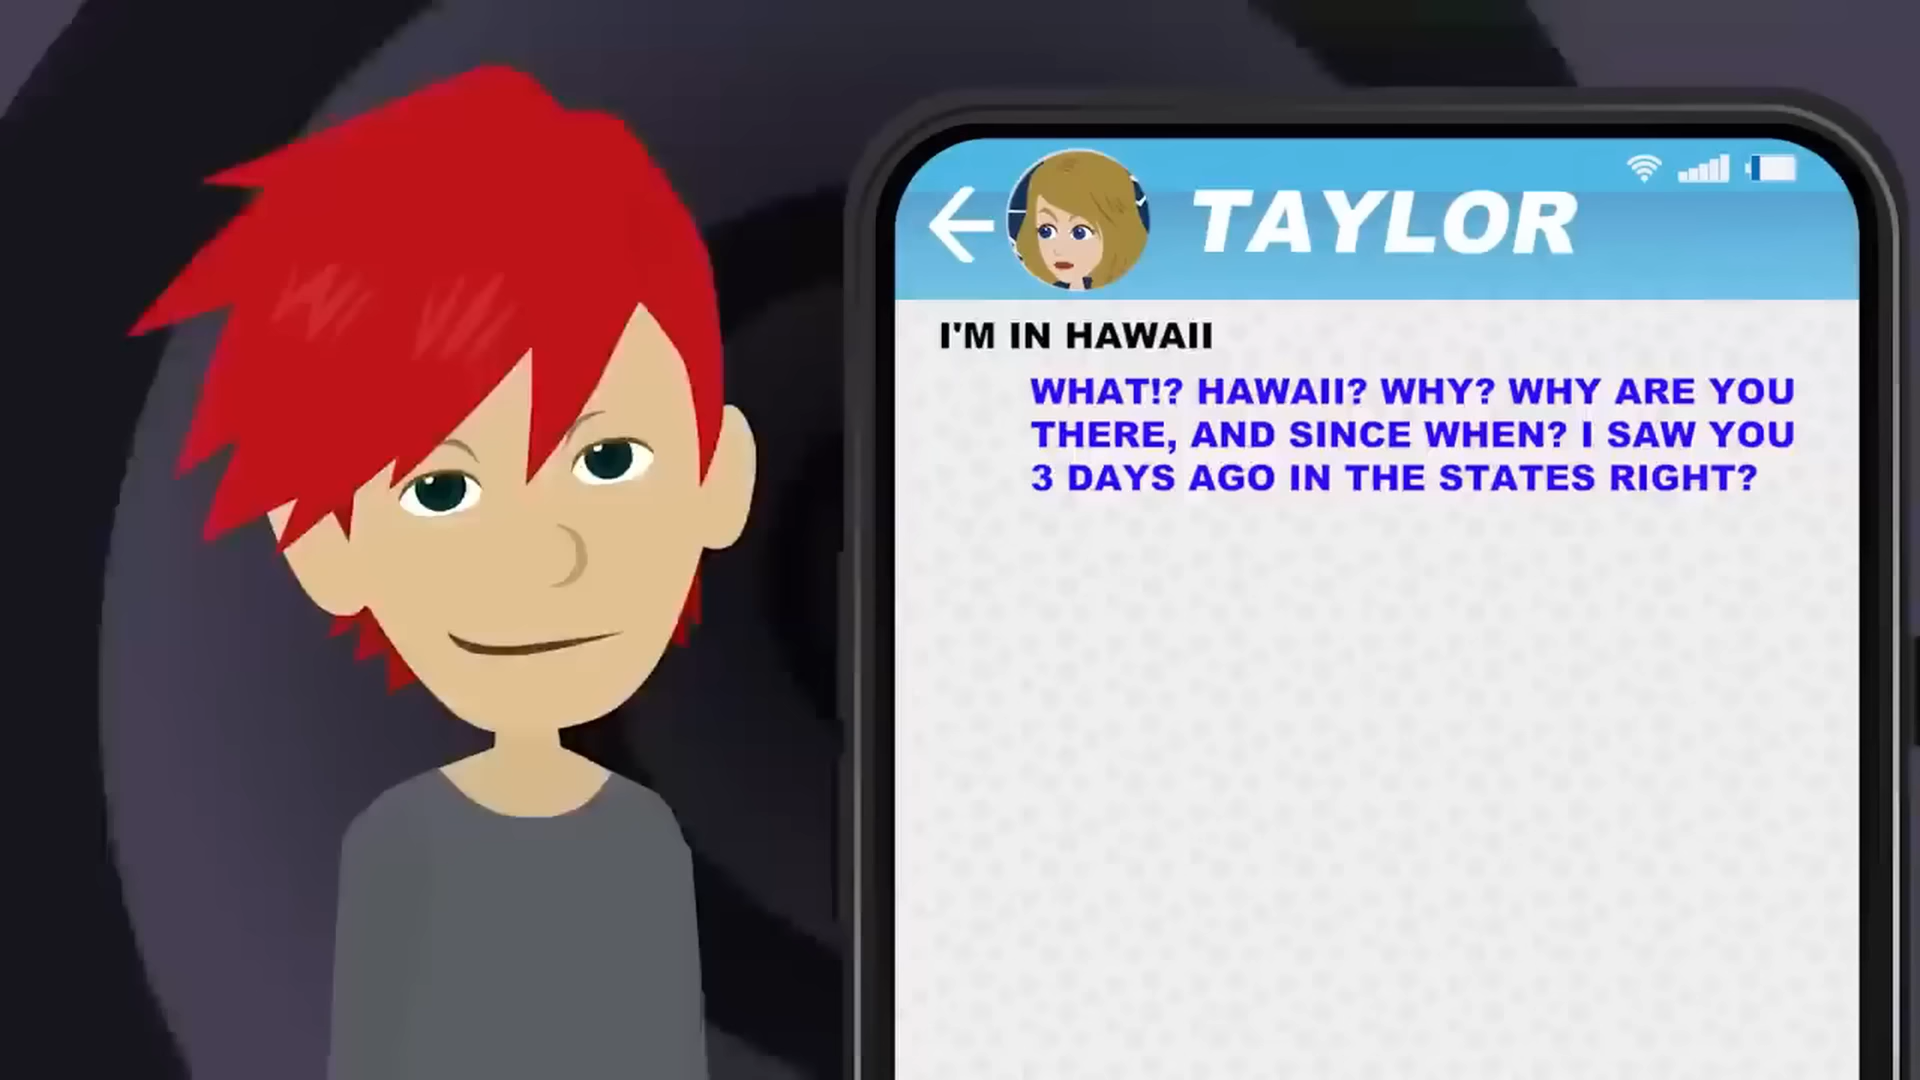 TAYLOR
I'M IN HAWAII
WHAT!? HAWAII? WHY? WHY ARE YOU
THERE, AND SINCE WHEN? I SAW YOU
3 DAYS AGO IN THE STATES RIGHT?